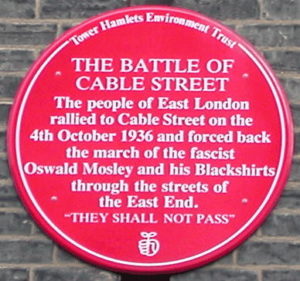 Tower Hamlets Environment Trust
THE BATTLE OF
CABLE STREET
The people of East London
rallied to Cable Street on the
4th October 1936 and forced back
the march of the fascist
Oswald Mosley and his Blackshirts
through the streets of
the East End.
"THEY SHALL NOT PASS"